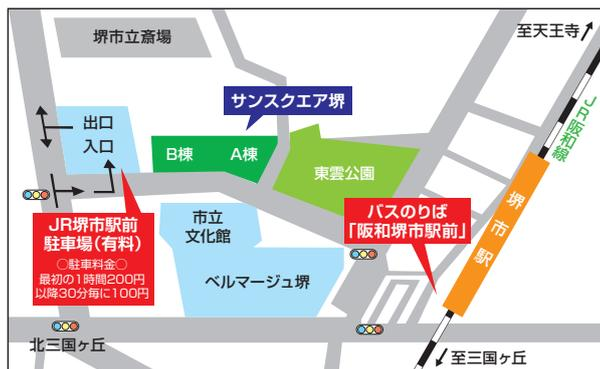 堺市立斎場
至天王寺
サンスクエア堺
JR阪和線
出口
入口
B棟
A棟
東雲公園
堺市駅
JR堺市駅前
駐車場(有料)
○駐車料金○
最初の1時間200円
以降30分毎に100円
市立
文化館
バスのりば
「阪和堺市駅前」
ベルマージュ堺
北三国ヶ丘
至三国ヶ丘